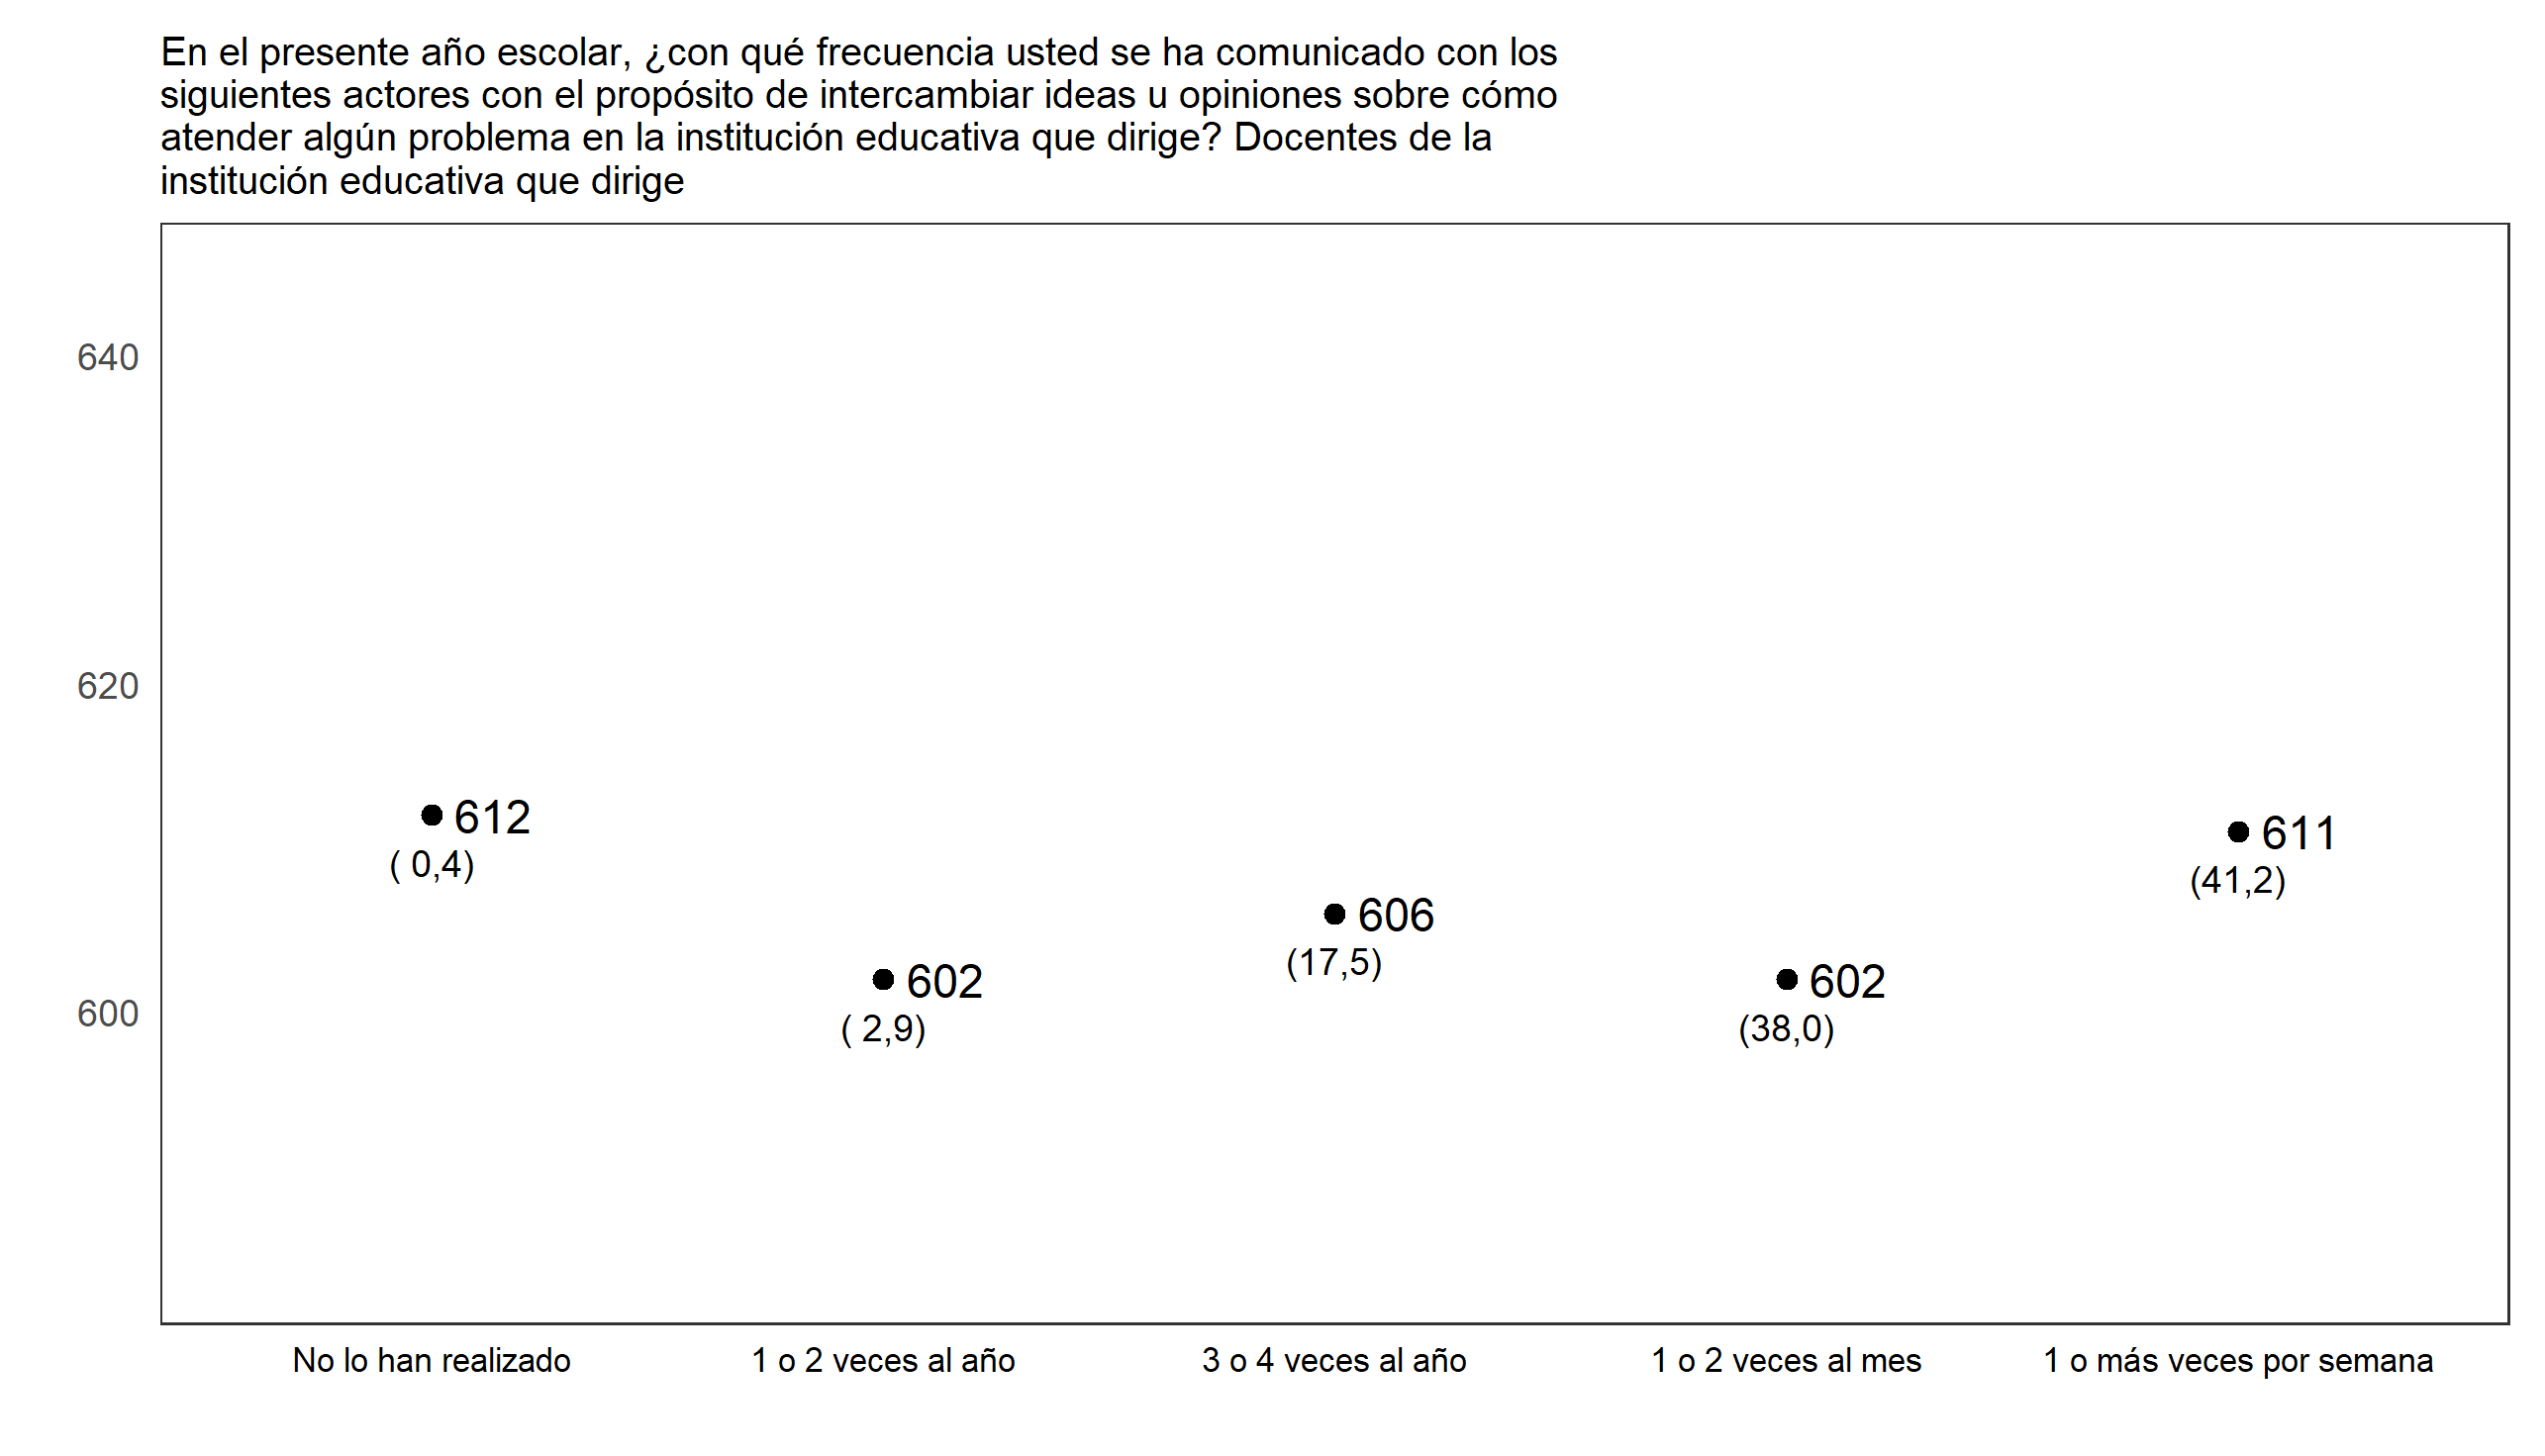 En el presente año escolar, ¿con qué frecuencia usted se ha comunicado con los
siguientes actores con el propósito de intercambiar ideas u opiniones sobre cómo
atender algún problema en la institución educativa que dirige? Docentes de la
institución educativa que dirige
640
620
600
612
( 0,4)
602
( 2,9)
606
(17,5)
602
(38,0)
611
(41,2)
No lo han realizado
1 o 2 veces al año
3 o 4 veces al año
1 o 2 veces al mes
1 o más veces por semana